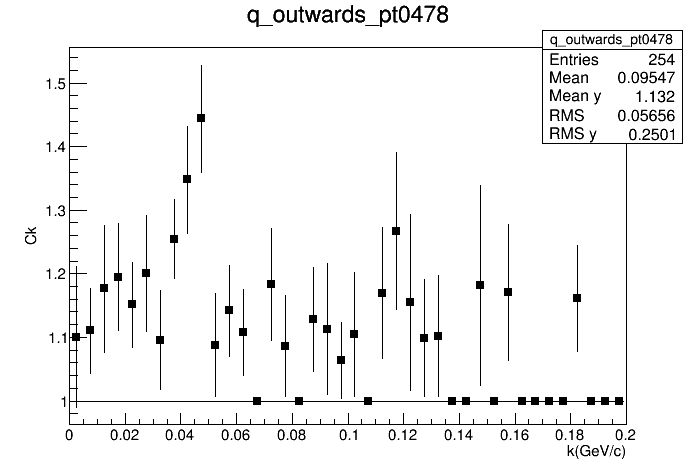 q_outwards_pt0478
q_outwards_pt0478
Entries 254
Mean 0.09547
Mean y 1.132
RMS 0.05656
RMS y 0.2501
Ck
1.5
1.4
1.3
1.2
1.1
1
0 0.02 0.04 0.06 0.08 0.1 0.12 0.14 0.16 0.18 0.2
k(GeV/c)